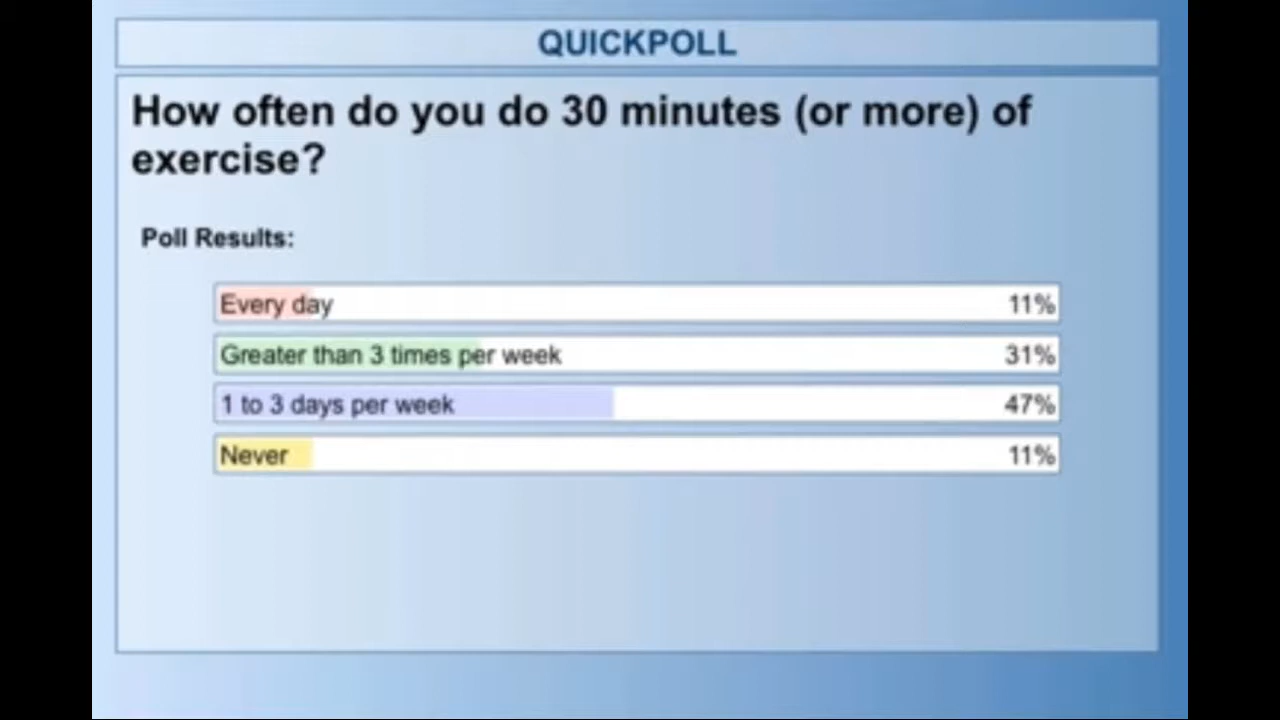 QUICKPOLL
How often do you do 30 minutes (or more) of
exercise?
Poll Results:
Every day 11%
Greater than 3 times per week 31%
1 to 3 days per week 47%
Never 11%